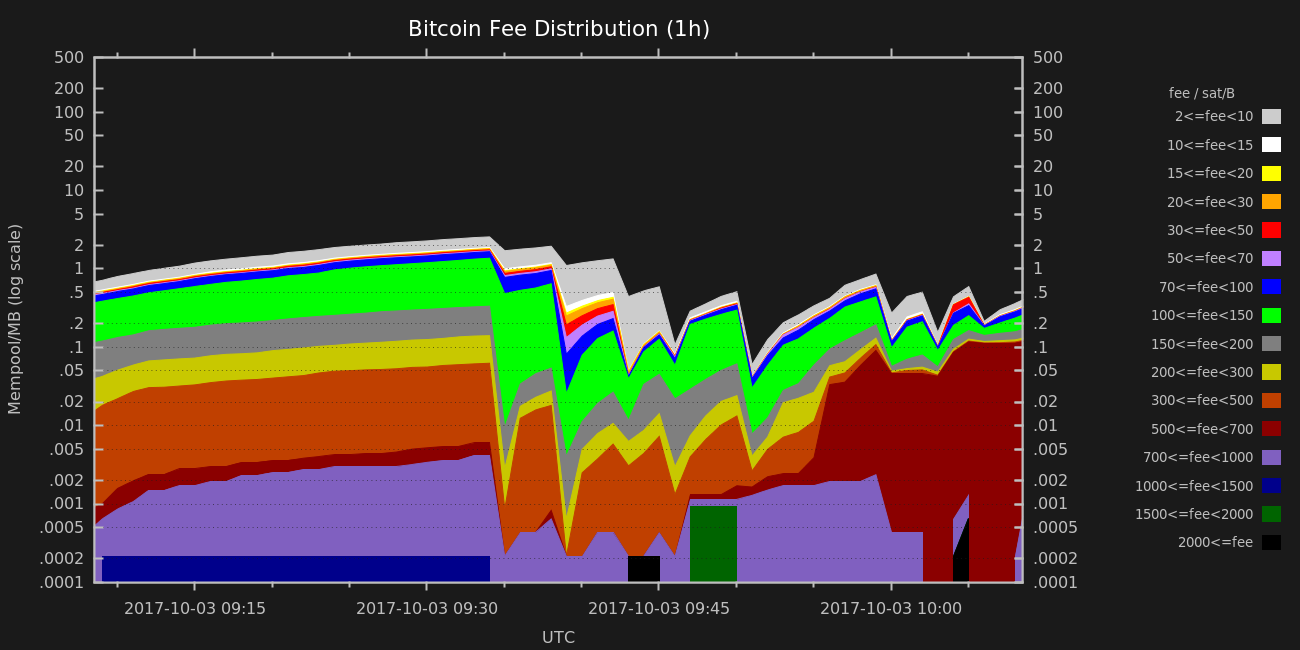 Bitcoin Fee Distribution (1h)
Mempool/MB (log scale)
500 500
200 200
100 100
50 50
20 20
10 10
5 5
2 2
1 1
.5 .5
.2 .2
.1 .1
.05 .05
.02 .02
.01 .01
.005 .005
.002 .002
.001 .001
.0005 .0005
.0002 .0002
.0001 .0001
2017-10-03 09:15 2017-10-03 09:30 2017-10-03 09:45 2017-10-03 10:00
UTC
fee / sat/B
2<=fee<10
10<=fee<15
15<=fee<20
20<=fee<30
30<=fee<50
50<=fee<70
70<=fee<100
100<=fee<150
150<=fee<200
200<=fee<300
300<=fee<500
500<=fee<700
700<=fee<1000
1000<=fee<1500
1500<=fee<2000
2000<=fee